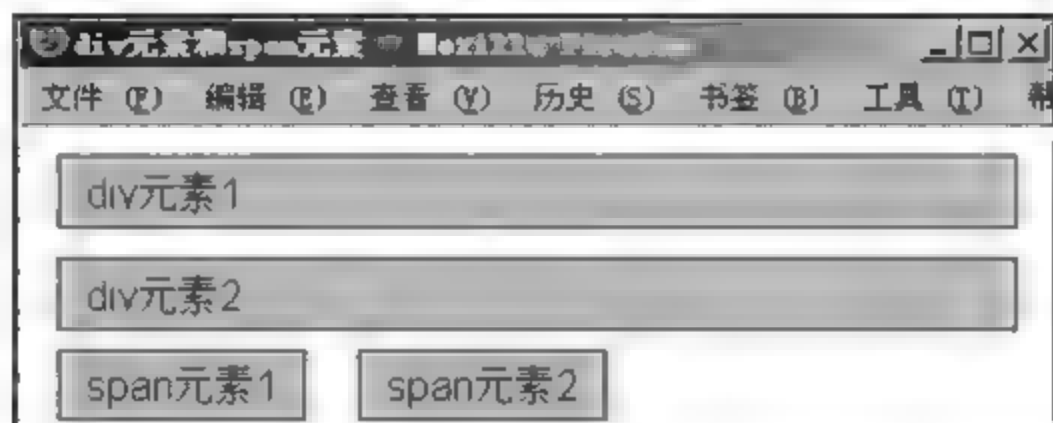 div元素和span元素
文件 (F) 编辑 (E) 查看 (V) 历史 (S) 书签 (B) 工具 (T)
div元素1
div元素2
span元素1 span元素2